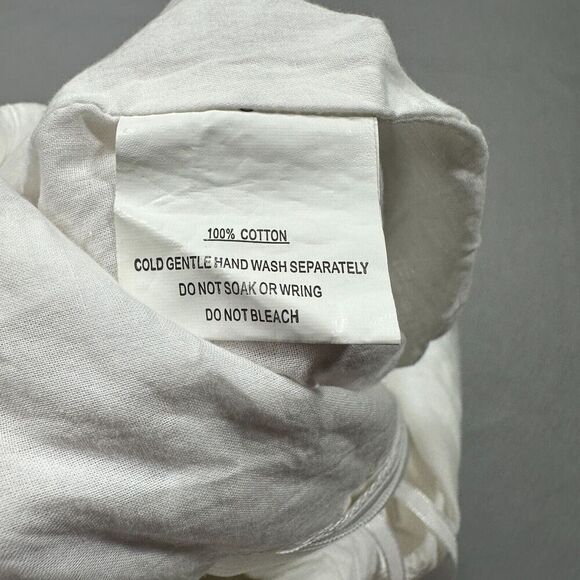 100% COTTON
COLD GENTLE HAND WASH SEPARATELY
DO NOT SOAK OR WRING
DO NOT BLEACH